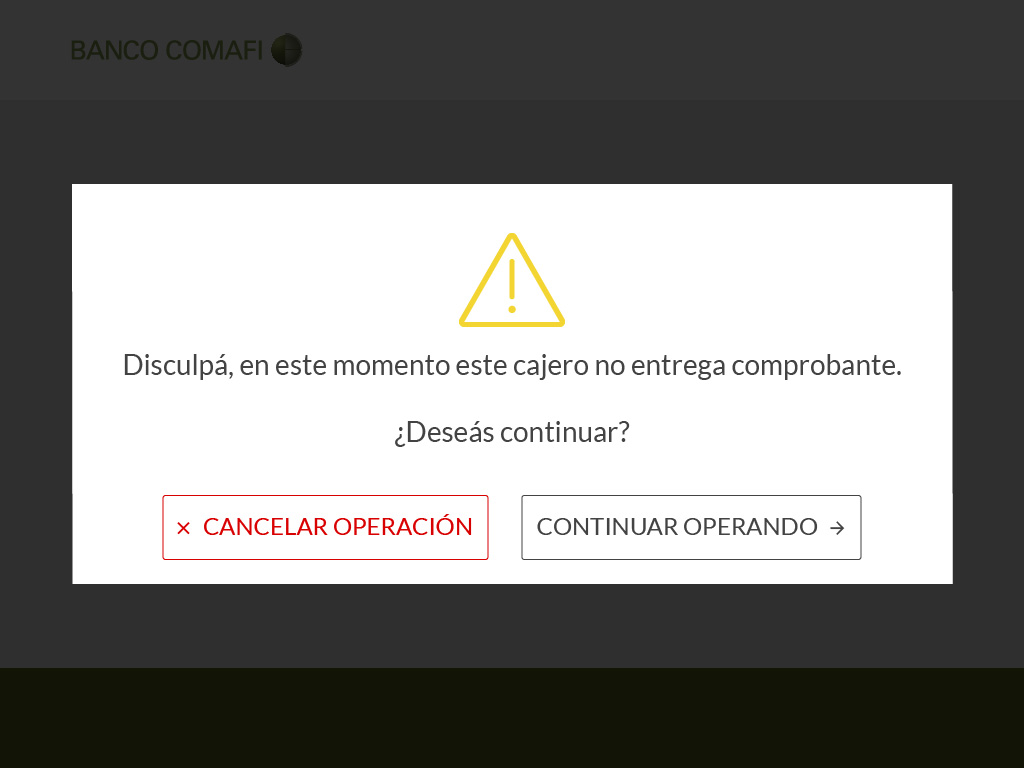 BANCO COMAFI
Disculpá, en este momento este cajero no entrega comprobante.
¿Deseás continuar?
× CANCELAR OPERACIÓN
CONTINUAR OPERANDO →